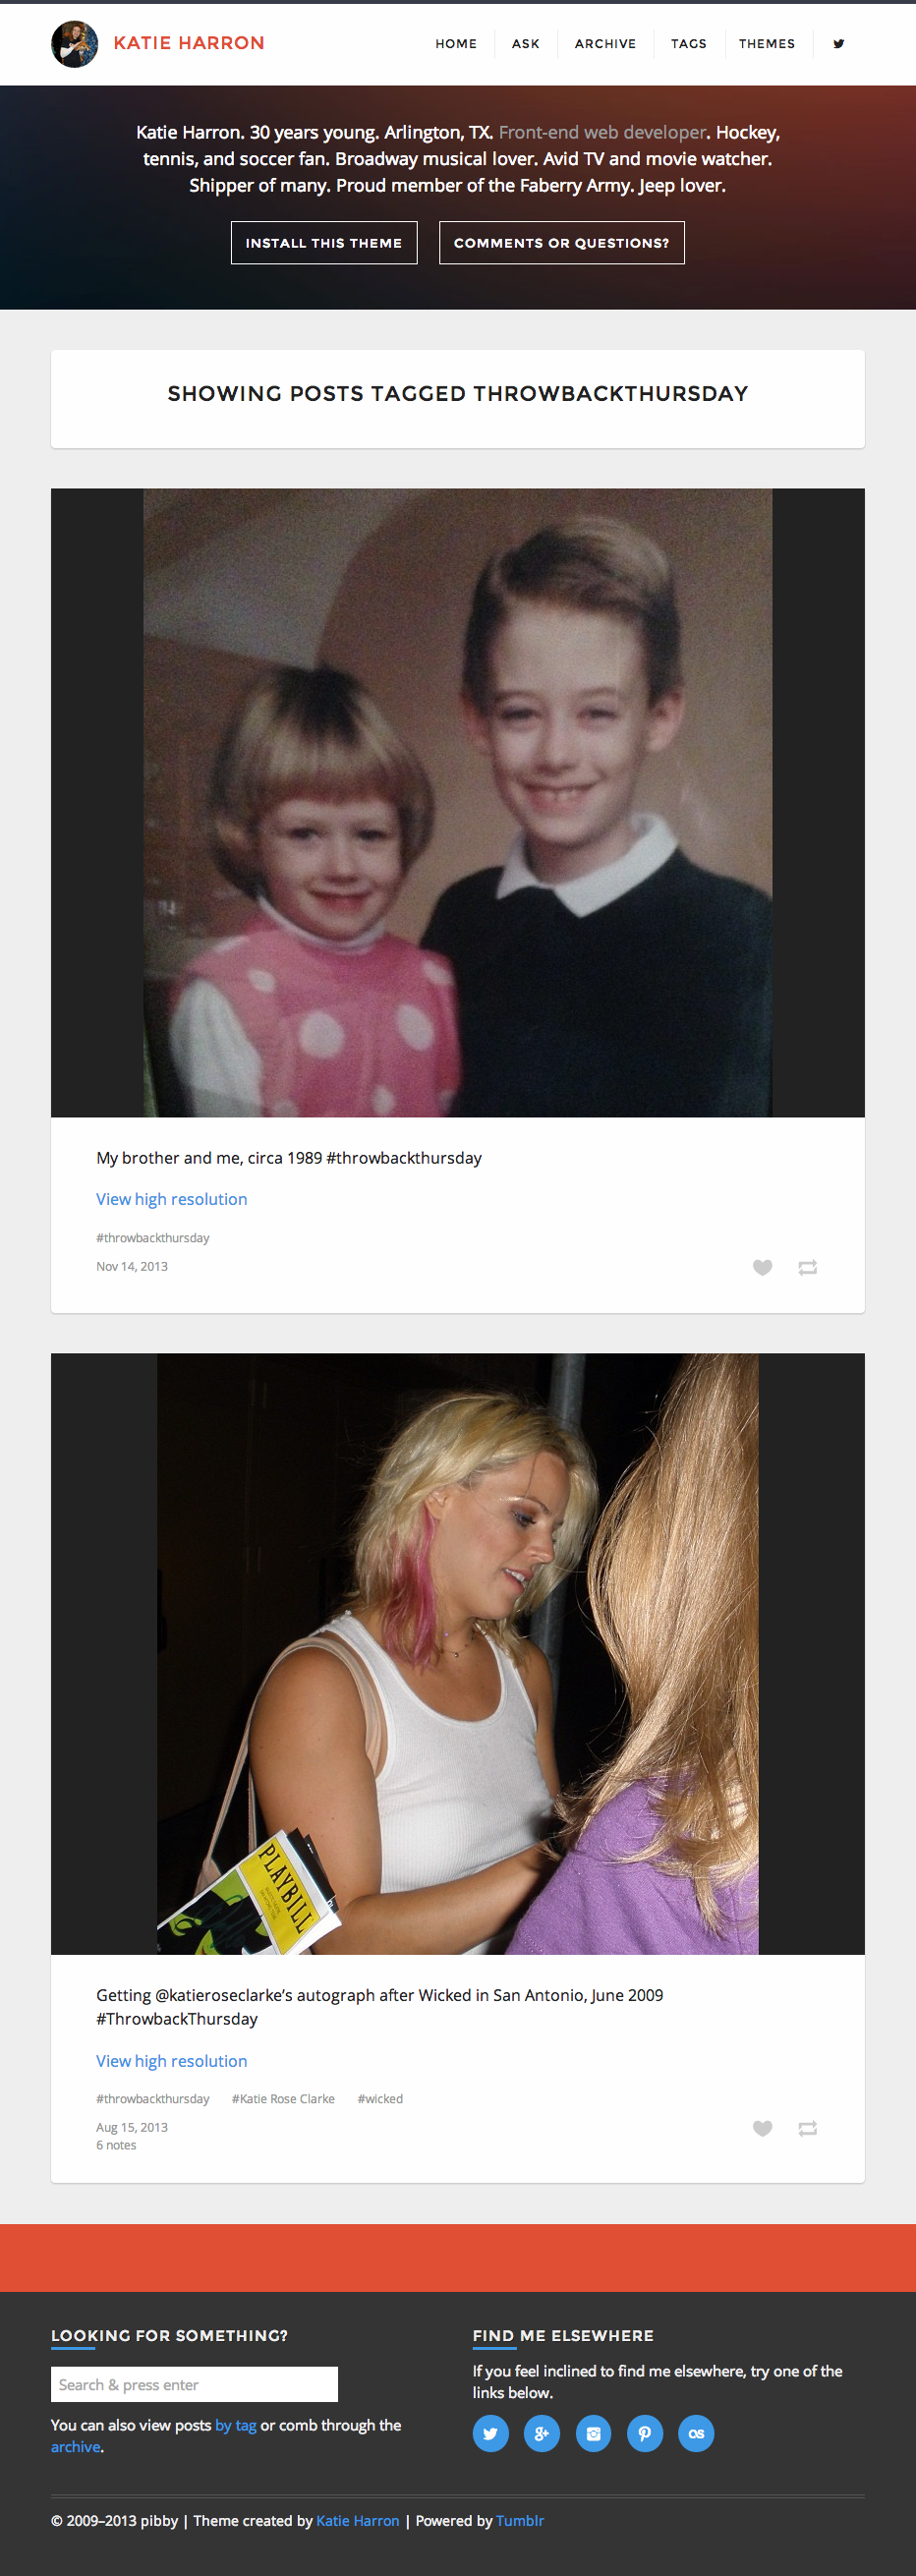 KATIE HARRON
HOME
ASK
ARCHIVE
TAGS
THEMES
Katie Harron. 30 years young. Arlington, TX. Front-end web developer. Hockey,
tennis, and soccer fan. Broadway musical lover. Avid TV and movie watcher.
Shipper of many. Proud member of the Faberry Army. Jeep lover.
INSTALL THIS THEME
COMMENTS OR QUESTIONS?
SHOWING POSTS TAGGED THROWBACKTHURSDAY
My brother and me, circa 1989 #throwbackthursday
View high resolution
#throwbackthursday
Nov 14, 2013
PLAYBILL
Getting @katieroseclarke's autograph after Wicked in San Antonio, June 2009
#ThrowbackThursday
View high resolution
#throwbackthursday #Katie Rose Clarke #wicked
Aug 15, 2013
6 notes
LOOKING FOR SOMETHING?
Search & press enter
You can also view posts by tag or comb through the
archive.
FIND ME ELSEWHERE
If you feel inclined to find me elsewhere, try one of the
links below.
© 2009–2013 pibby | Theme created by Katie Harron | Powered by Tumblr